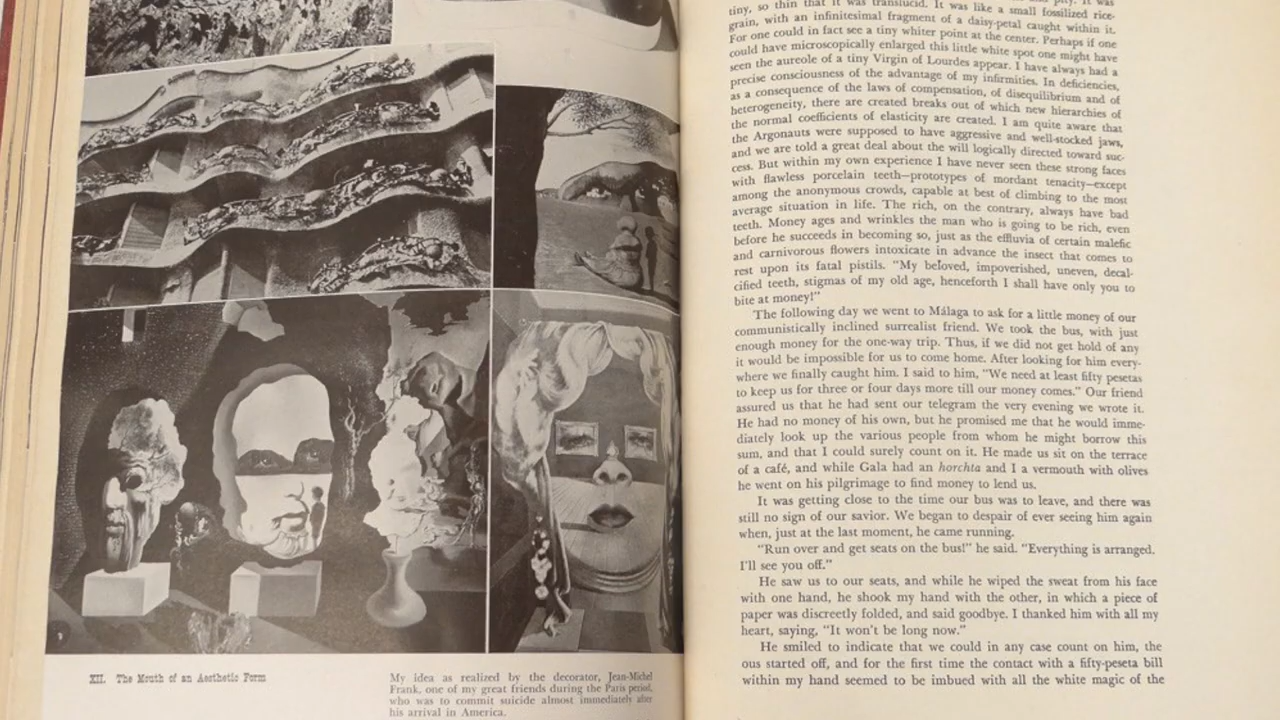 XII. The Mouth of an Aesthetic Form
My idea as realized by the decorator, Jean-Michel
Frank, one of my great friends during the Paris period,
who was to commit suicide almost immediately after
his arrival in America.
tiny, so thin that it was translucid. It was like a small fossilized rice-
grain, with an infinitesimal fragment of a daisy-petal caught within it.
For one could in fact see a tiny whiter point at the center. Perhaps if one
could have microscopically enlarged this little white spot one might have
seen the aureole of a tiny Virgin of Lourdes appear. I have always had a
precise consciousness of the advantage of my infirmities. In deficiencies,
as a consequence of the laws of compensation, of disequilibrium and of
heterogeneity, there are created breaks out of which new hierarchies of
the normal coefficients of elasticity are created. I am quite aware that
the Argonauts were supposed to have aggressive and well-stocked jaws,
and we are told a great deal about the will logically directed toward suc-
cess. But within my own experience I have never seen these strong faces
with flawless porcelain teeth—prototypes of mordant tenacity—except
among the anonymous crowds, capable at best of climbing to the most
average situation in life. The rich, on the contrary, always have bad
teeth. Money ages and wrinkles the man who is going to be rich, even
before he succeeds in becoming so, just as the effluvia of certain malefic
and carnivorous flowers intoxicate in advance the insect that comes to
rest upon its fatal pistils. "My beloved, impoverished, uneven, decal-
cified teeth, stigmas of my old age, henceforth I shall have only you to
bite at money!"
The following day we went to Málaga to ask for a little money of our
communistically inclined surrealist friend. We took the bus, with just
enough money for the one-way trip. Thus, if we did not get hold of any
it would be impossible for us to come home. After looking for him every-
where we finally caught him. I said to him, "We need at least fifty pesetas
to keep us for three or four days more till our money comes." Our friend
assured us that he had sent our telegram the very evening we wrote it.
He had no money of his own, but he promised me that he would imme-
diately look up the various people from whom he might borrow this
sum, and that I could surely count on it. He made us sit on the terrace
of a café, and while Gala had an horchta and I a vermouth with olives
he went on his pilgrimage to find money to lend us.
It was getting close to the time our bus was to leave, and there was
still no sign of our savior. We began to despair of ever seeing him again
when, just at the last moment, he came running.
"Run over and get seats on the bus!" he said. "Everything is arranged.
I'll see you off."
He saw us to our seats, and while he wiped the sweat from his face
with one hand, he shook my hand with the other, in which a piece of
paper was discreetly folded, and said goodbye. I thanked him with all my
heart, saying, "It won't be long now."
He smiled to indicate that we could in any case count on him, the
ous started off, and for the first time the contact with a fifty-peseta bill
within my hand seemed to be imbued with all the white magic of the